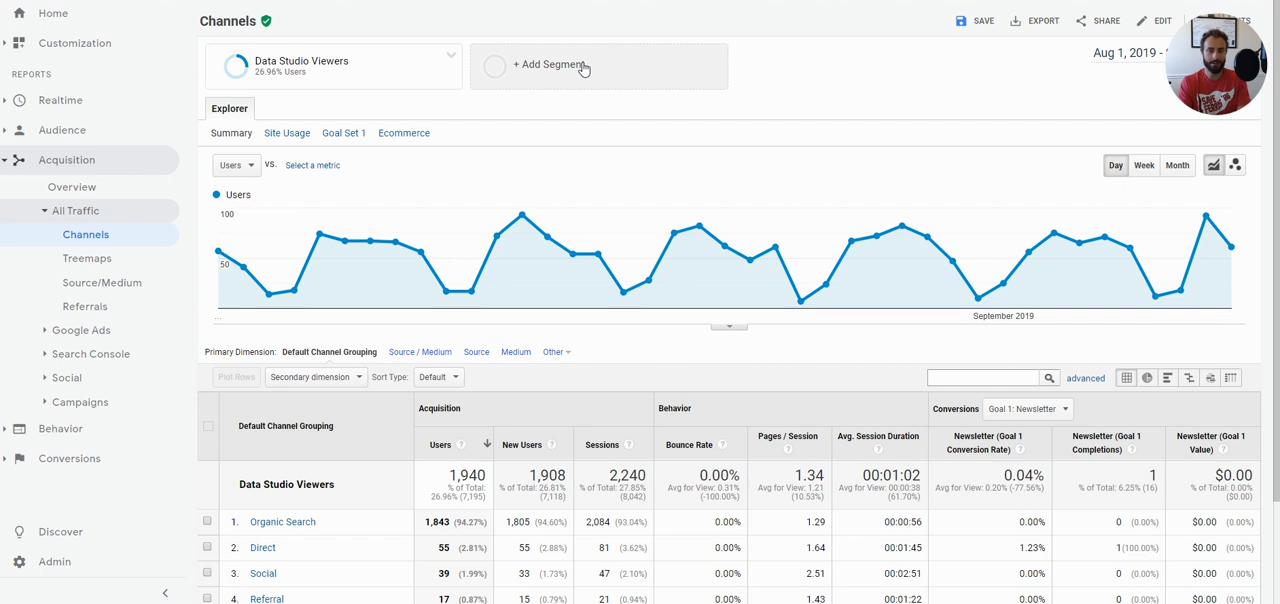 Home
Customization
REPORTS
Realtime
Audience
Acquisition
Overview
All Traffic
Channels
Treemaps
Source/Medium
Referrals
Google Ads
Search Console
Social
Campaigns
Behavior
Conversions
Discover
Admin
Channels
SAVE EXPORT SHARE EDIT
Data Studio Viewers
26.96% Users
+ Add Segment
Aug 1, 2019 -
Explorer
Summary Site Usage Goal Set 1 Ecommerce
Users VS. Select a metric
Day Week Month
Users
100
50
... September 2019
Primary Dimension: Default Channel Grouping Source / Medium Source Medium Other
Plot Rows Secondary dimension Sort Type: Default advanced
Default Channel Grouping
Acquisition Behavior Conversions Goal 1: Newsletter
Users New Users Sessions Bounce Rate Pages / Session Avg. Session Duration Newsletter (Goal 1 Conversion Rate) Newsletter (Goal 1 Completions) Newsletter (Goal 1 Value)
Data Studio Viewers 1,940 1,908 2,240 0.00% 1.34 00:01:02 0.04% 1 $0.00
% of Total: 26.96% (7,195) % of Total: 26.81% (7,118) % of Total: 27.85% (8,042) Avg for View: 0.31% (-100.00%) Avg for View: 1.21 (10.53%) Avg for View: 00:00:38 (61.70%) Avg for View: 0.20% (-77.56%) % of Total: 6.25% (16) % of Total: 0.00% ($0.00)
1. Organic Search 1,843 (94.27%) 1,805 (94.60%) 2,084 (93.04%) 0.00% 1.29 00:00:56 0.00% 0 (0.00%) $0.00 (0.00%)
2. Direct 55 (2.81%) 55 (2.88%) 81 (3.62%) 0.00% 1.64 00:01:45 1.23% 1(100.00%) $0.00 (0.00%)
3. Social 39 (1.99%) 33 (1.73%) 47 (2.10%) 0.00% 2.51 00:02:51 0.00% 0 (0.00%) $0.00 (0.00%)
4. Referral 17 (0.87%) 15 (0.79%) 21 (0.94%) 0.00% 1.43 00:01:22 0.00% 0 (0.00%) $0.00 (0.00%)